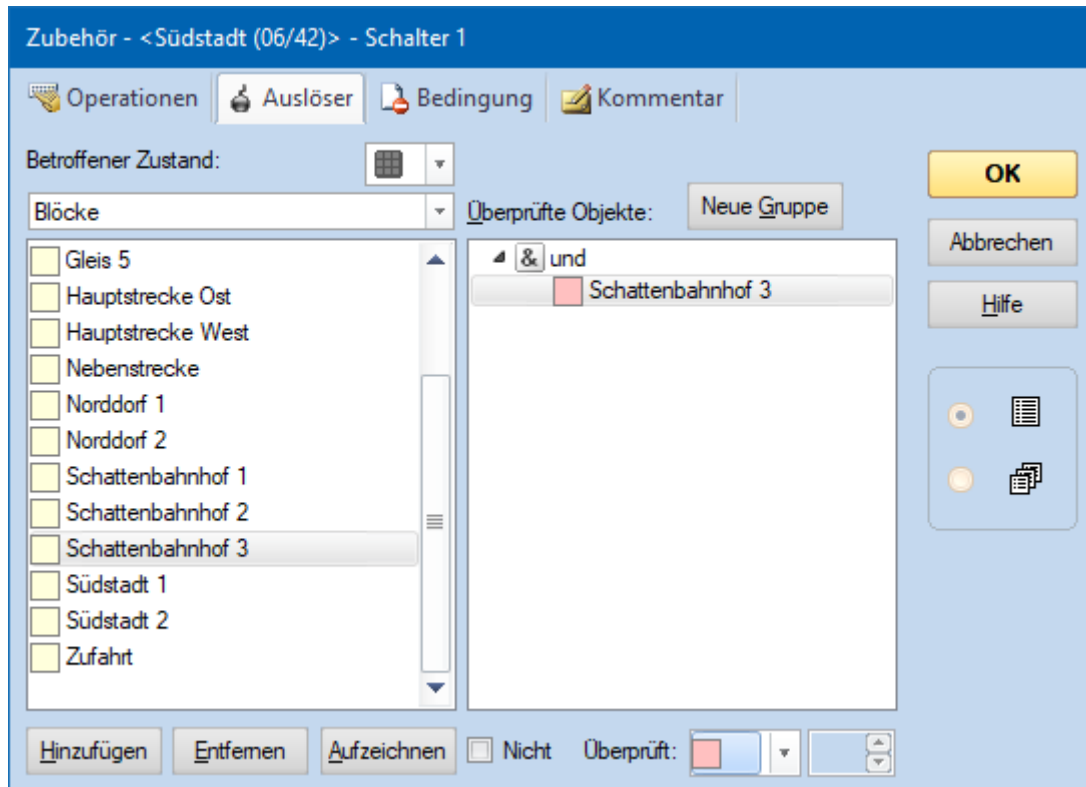 Zubehör - <Südstadt (06/42)> - Schalter 1
Operationen Auslöser Bedingung Kommentar
Betroffener Zustand:
Blöcke
Überprüfte Objekte:
Neue Gruppe
Gleis 5
Hauptstrecke Ost
Hauptstrecke West
Nebenstrecke
Norddorf 1
Norddorf 2
Schattenbahnhof 1
Schattenbahnhof 2
Schattenbahnhof 3
Südstadt 1
Südstadt 2
Zufahrt
& und
Schattenbahnhof 3
OK
Abbrechen
Hilfe
Hinzufügen Entfernen Aufzeichnen Nicht Überprüft: